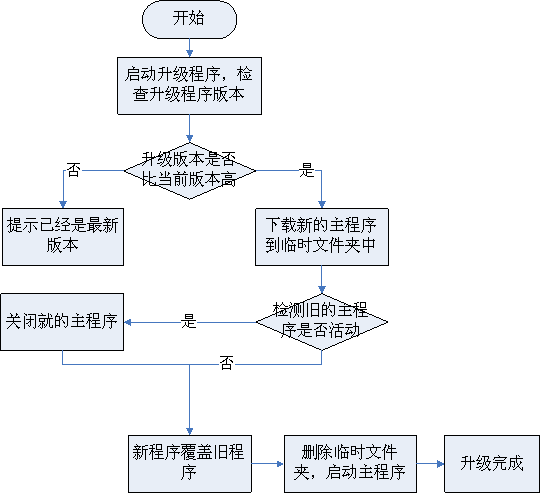 开始
启动升级程序，检
查升级程序版本
升级版本是否
比当前版本高
否
是
提示已经是最新
版本
下载新的主程序
到临时文件夹中
检测旧的主程
序是否活动
是
关闭就的主程序
否
新程序覆盖旧程
序
删除临时文件
夹，启动主程序
升级完成